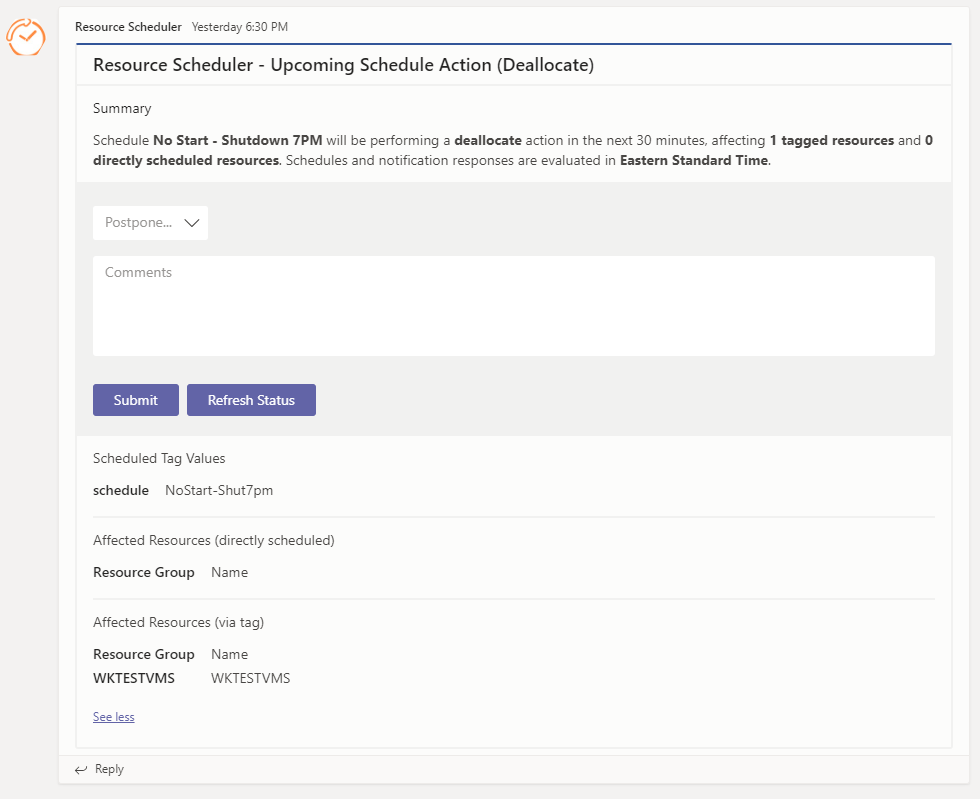 Resource Scheduler Yesterday 6:30 PM
Resource Scheduler - Upcoming Schedule Action (Deallocate)
Summary
Schedule No Start - Shutdown 7PM will be performing a deallocate action in the next 30 minutes, affecting 1 tagged resources and 0
directly scheduled resources. Schedules and notification responses are evaluated in Eastern Standard Time.
Postpone...
Comments
Submit Refresh Status
Scheduled Tag Values
schedule NoStart-Shut7pm
Affected Resources (directly scheduled)
Resource Group Name
Affected Resources (via tag)
Resource Group Name
WKTESTVMS WKTESTVMS
See less
Reply